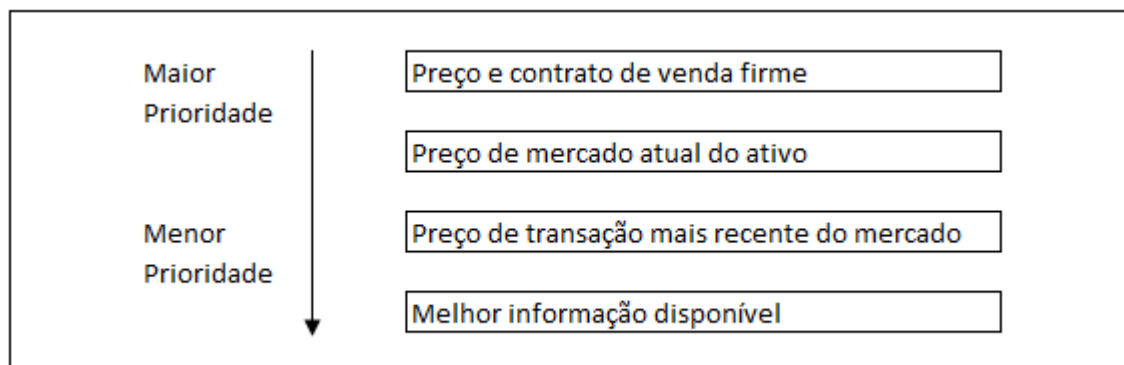 Maior
Prioridade
Preço e contrato de venda firme
Preço de mercado atual do ativo
Menor
Prioridade
Preço de transação mais recente do mercado
Melhor informação disponível